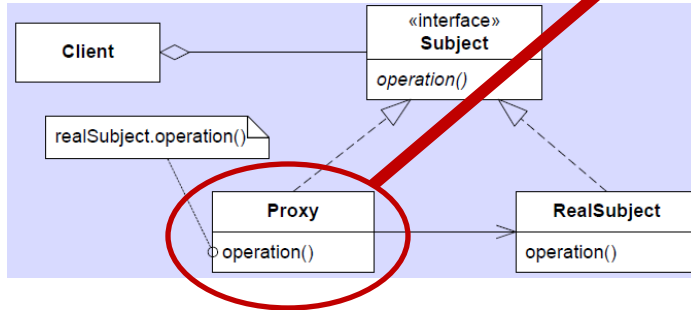 «interface»
Client
Subject
operation()
realSubject.operation()
Proxy
RealSubject
operation()
operation()